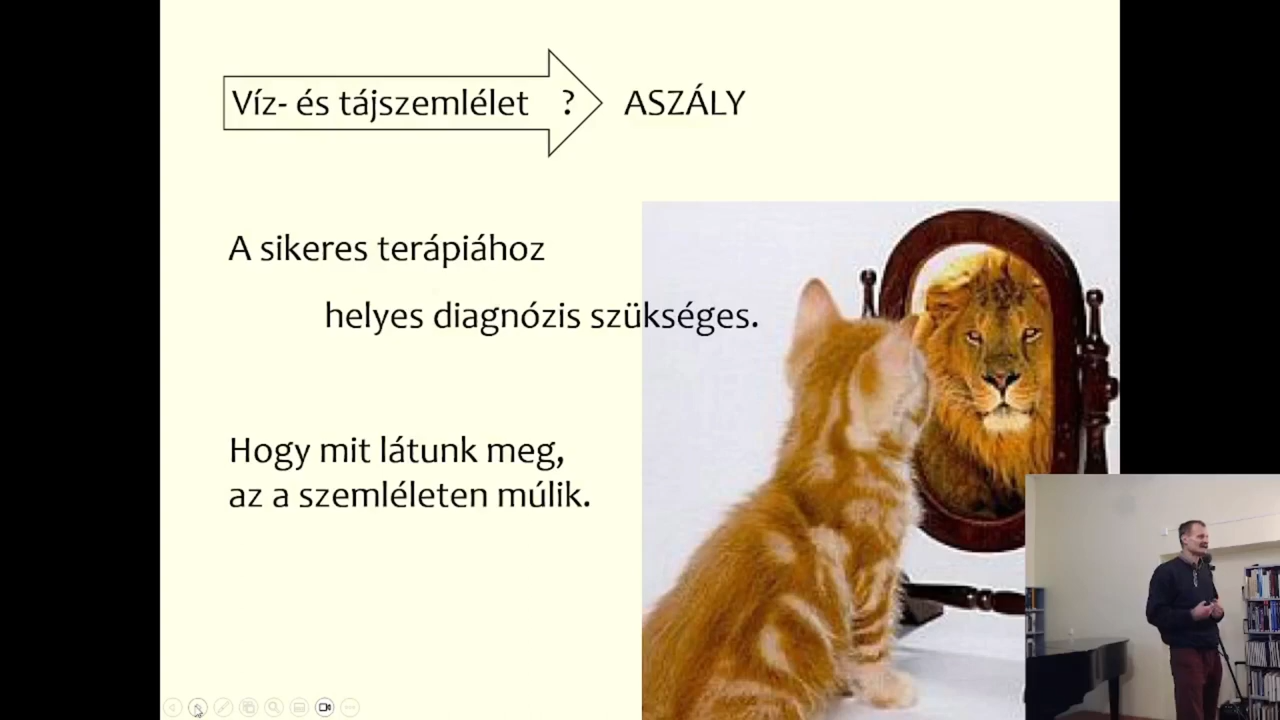 Víz- és tájszemlélet ? ASZÁLY
A sikeres terápiához
helyes diagnózis szükséges.
Hogy mit látunk meg,
az a szemléleten múlik.